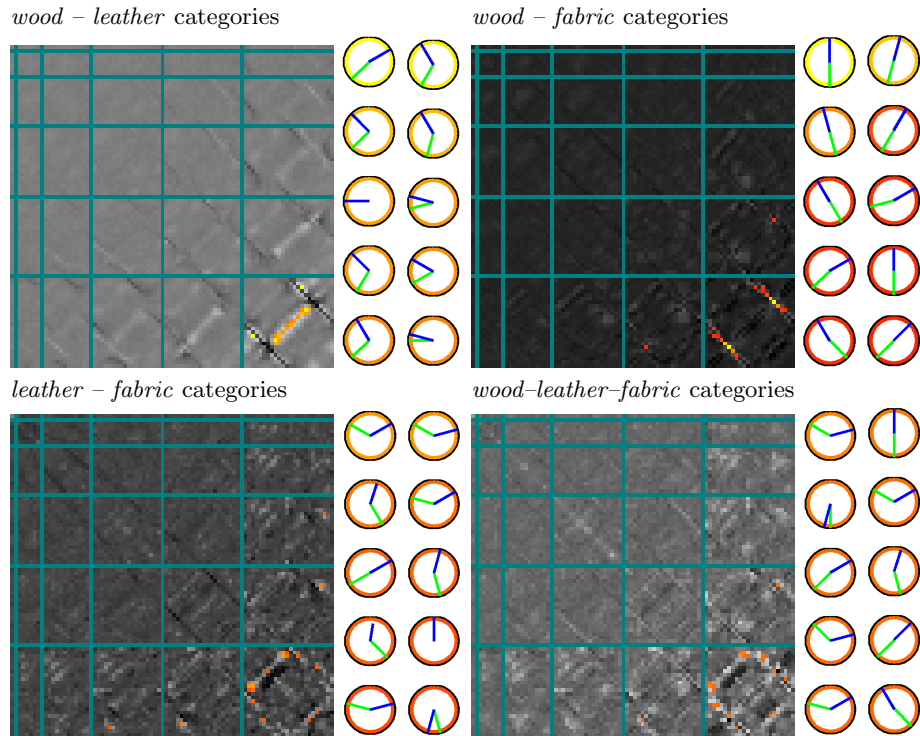 wood – leather categories
wood – fabric categories
leather – fabric categories
wood–leather–fabric categories